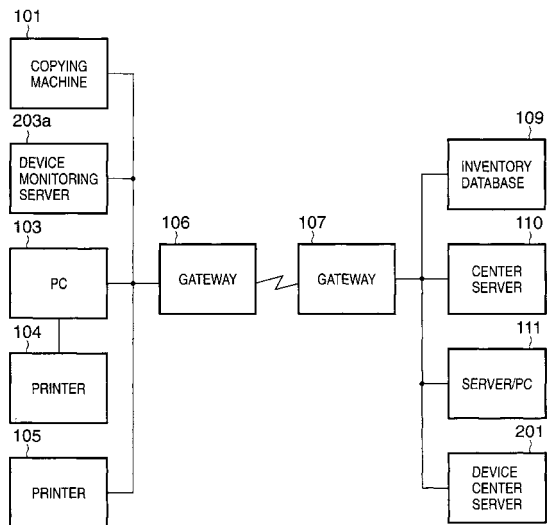 101
COPYING
MACHINE
203a
DEVICE
MONITORING
SERVER
103
PC
104
PRINTER
105
PRINTER
106
GATEWAY
107
GATEWAY
109
INVENTORY
DATABASE
110
CENTER
SERVER
111
SERVER/PC
201
DEVICE
CENTER
SERVER